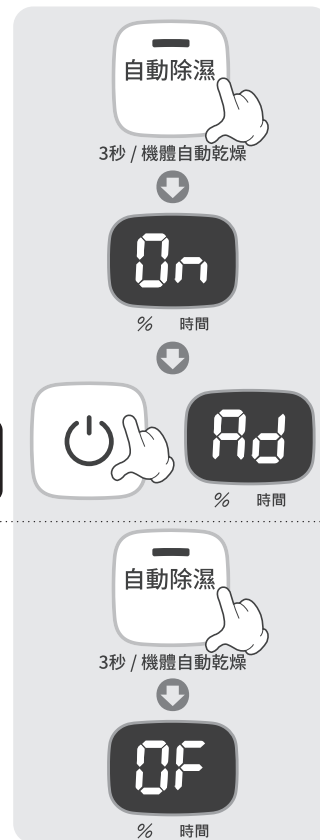 自動除濕
3秒 / 機體自動乾燥
On
% 時間
Ad
% 時間
自動除濕
3秒 / 機體自動乾燥
OF
% 時間